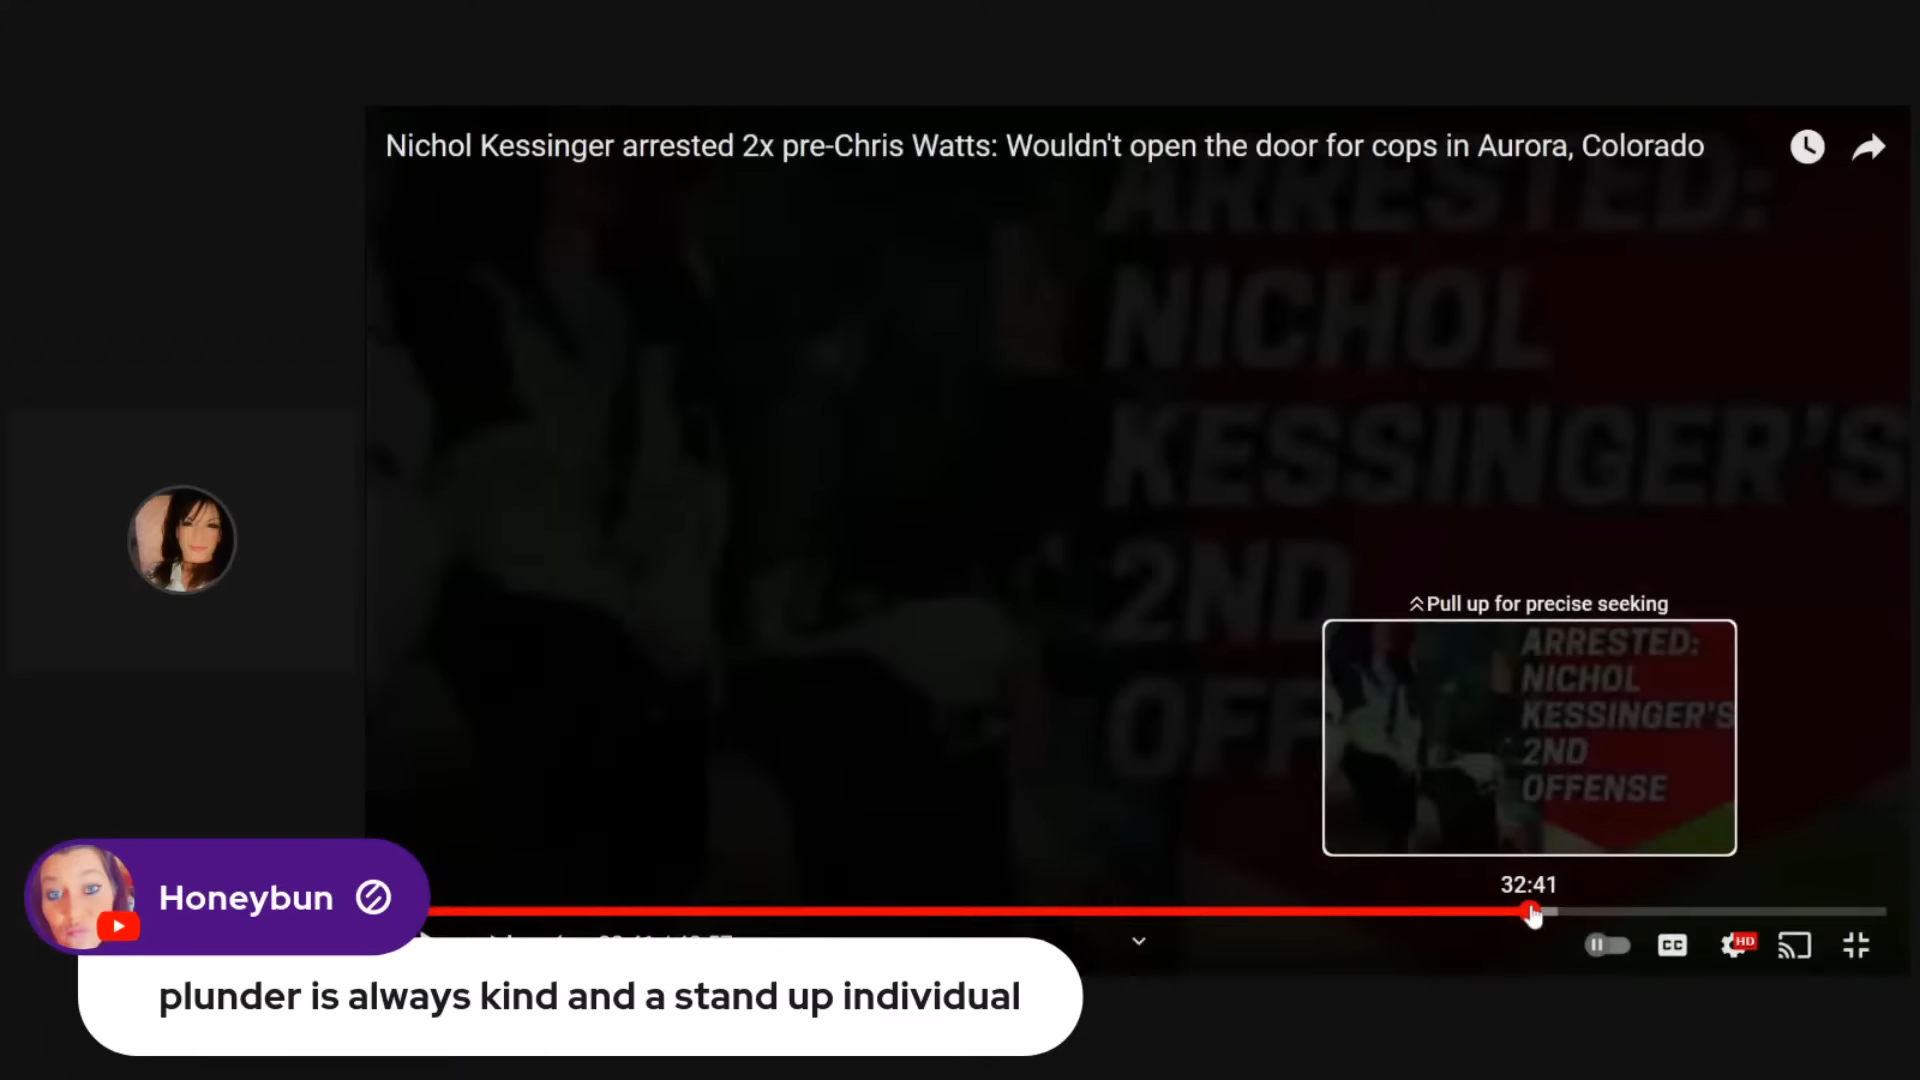 Nichol Kessinger arrested 2x pre-Chris Watts: Wouldn't open the door for cops in Aurora, Colorado
ARRESTED:
NICHOL
KESSINGER'S
2ND
OFF
Pull up for precise seeking
ARRESTED:
NICHOL
KESSINGER'S
2ND
OFFENSE
32:41
Honeybun
CC
HD
plunder is always kind and a stand up individual